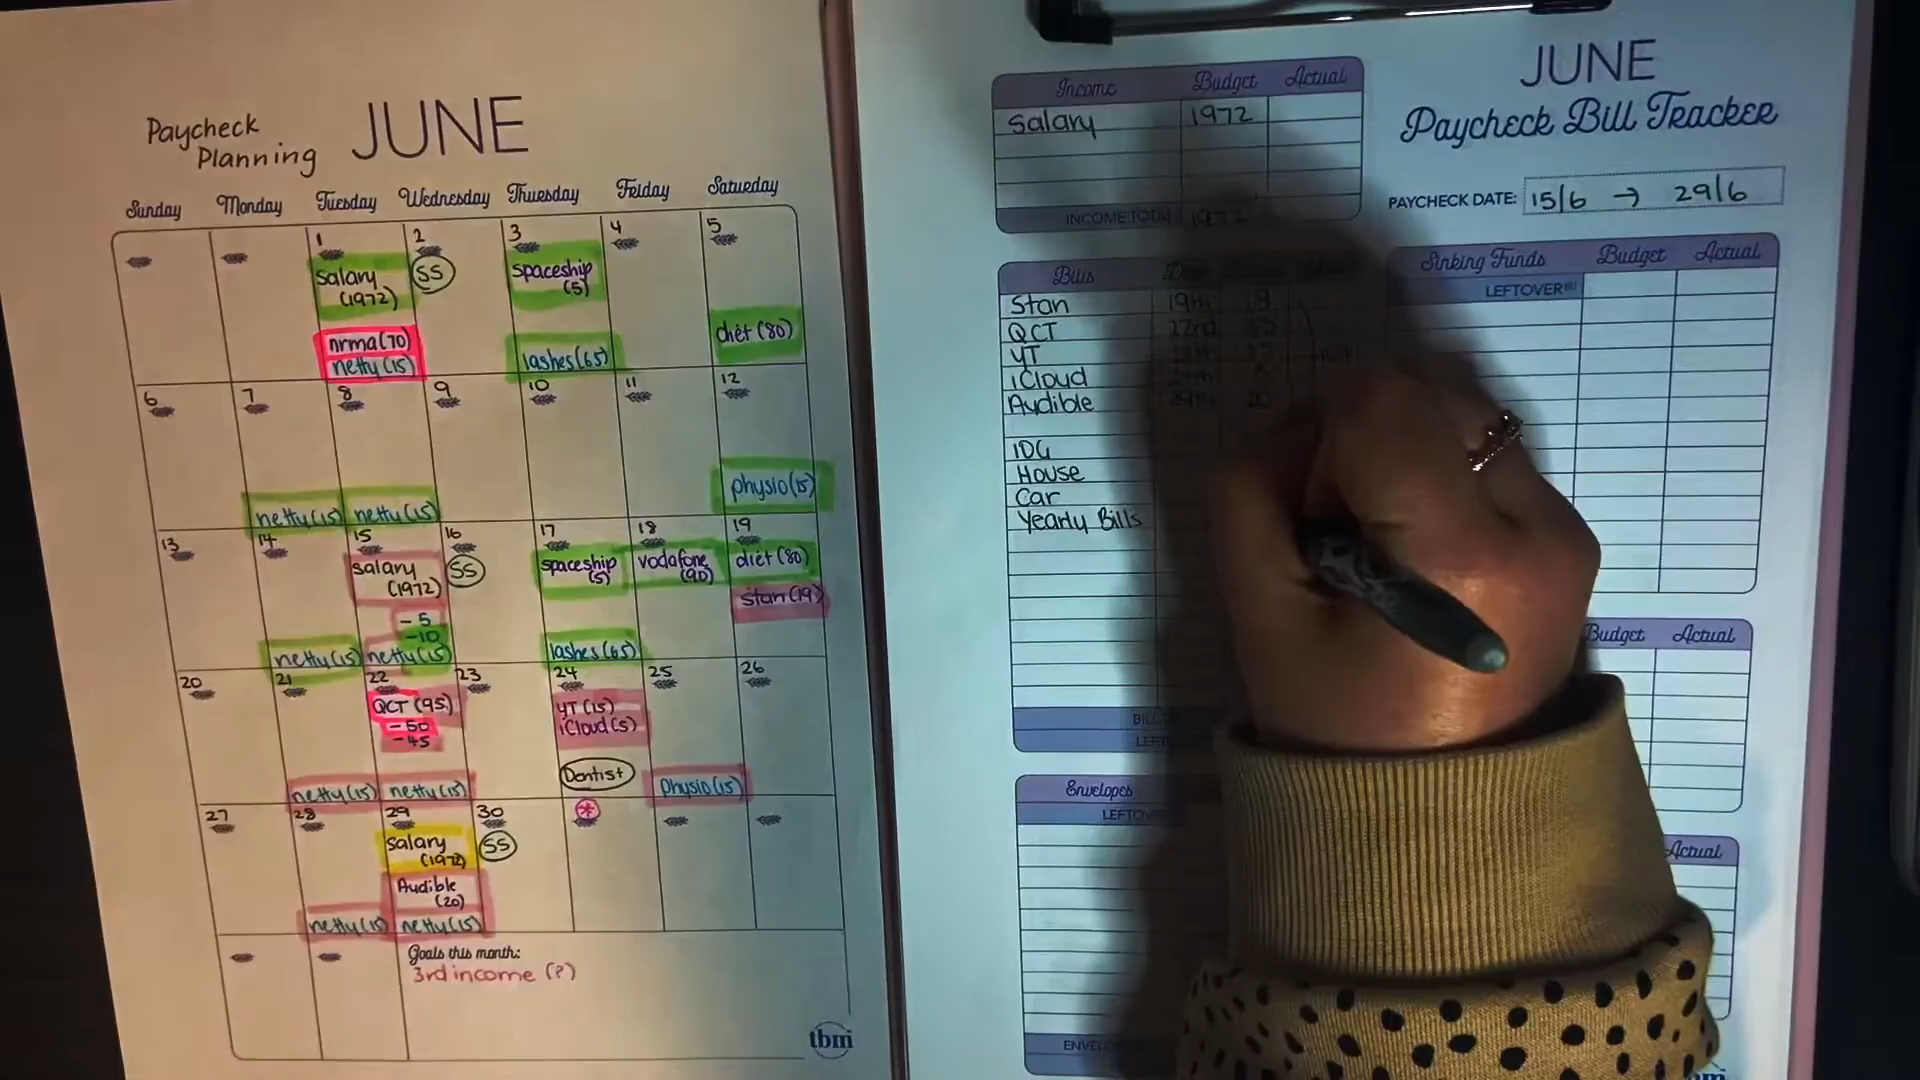 Paycheck
Planning
JUNE
Sunday Monday Tuesday Wednesday Thursday Friday Saturday
1 2 3 4 5
Salary
(1972)
SS
spaceship
(5)
nrma (70)
netty (15)
lashes (65)
diet (80)
6 7 8 9 10 11 12
netty (15) netty (15)
physio (15)
13 14 15 16 17 18 19
salary
(1972)
SS
spaceship
(5)
vodafone
(90)
diet (80)
stan (19)
-5
-10
netty (15) netty (15)
lashes (65)
20 21 22 23 24 25 26
QCT (95)
-50
-45
YT (15)
iCloud (5)
Dentist
netty (15) netty (15)
physio (15)
27 28 29 30 *
Salary
(1972)
SS
Audible
(20)
netty (15) netty (15)
Goals this month:
3rd income (?)
tbm
JUNE
Paycheck Bill Tracker
PAYCHECK DATE: 15/6 → 29/6
Income Budget Actual
Salary 1972
INCOME TOTAL 1972
Bills
Stan 19th
QCT 22nd
YT
iCloud
Audible 29th 20
IDG
House
Car
Yearly Bills
Envelopes
Sinking Funds Budget Actual
LEFTOVER
Budget Actual
Actual